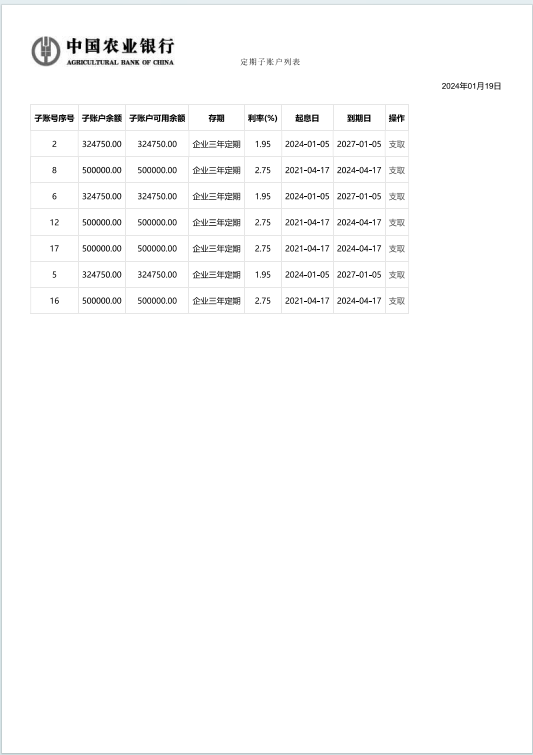 中国农业银行
AGRICULTURAL BANK OF CHINA
定期子账户列表
2024年01月19日
子账号序号 子账户余额 子账户可用余额 存期 利率(%) 起息日 到期日 操作
2 324750.00 324750.00 企业三年定期 1.95 2024-01-05 2027-01-05 支取
8 500000.00 500000.00 企业三年定期 2.75 2021-04-17 2024-04-17 支取
6 324750.00 324750.00 企业三年定期 1.95 2024-01-05 2027-01-05 支取
12 500000.00 500000.00 企业三年定期 2.75 2021-04-17 2024-04-17 支取
17 500000.00 500000.00 企业三年定期 2.75 2021-04-17 2024-04-17 支取
5 324750.00 324750.00 企业三年定期 1.95 2024-01-05 2027-01-05 支取
16 500000.00 500000.00 企业三年定期 2.75 2021-04-17 2024-04-17 支取